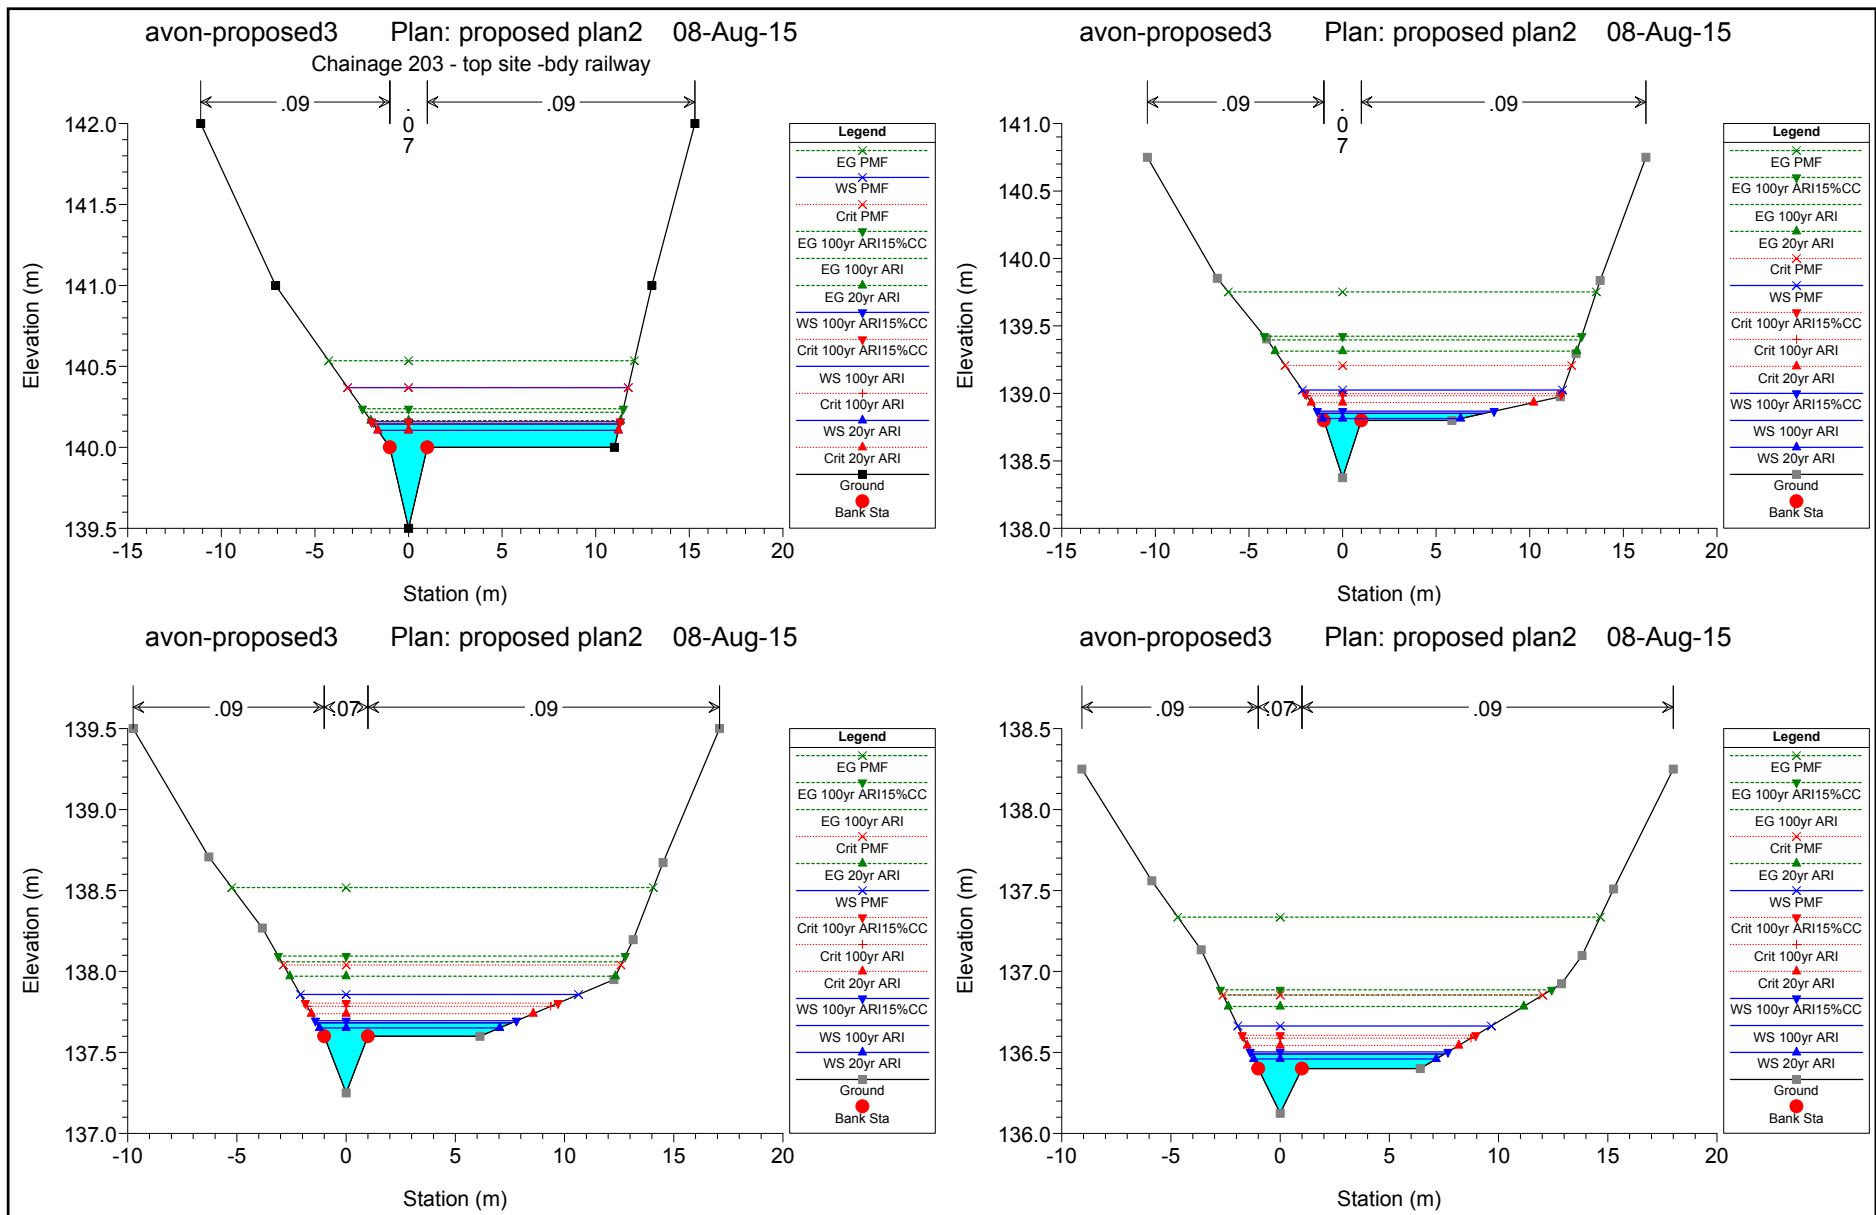 avon-proposed3 Plan: proposed plan2 08-Aug-15
Chainage 203 - top site -bdy railway
.09 .07 .09
142.0
141.5
141.0
140.5
140.0
139.5
Elevation (m)
-15 -10 -5 0 5 10 15 20
Station (m)
Legend
EG PMF
WS PMF
Crit PMF
EG 100yr ARI15%CC
EG 100yr ARI
EG 20yr ARI
WS 100yr ARI15%CC
Crit 100yr ARI15%CC
WS 100yr ARI
Crit 100yr ARI
WS 20yr ARI
Crit 20yr ARI
Ground
Bank Sta
avon-proposed3 Plan: proposed plan2 08-Aug-15
.09 .07 .09
141.0
140.5
140.0
139.5
139.0
138.5
138.0
Elevation (m)
-15 -10 -5 0 5 10 15 20
Station (m)
Legend
EG PMF
EG 100yr ARI15%CC
EG 100yr ARI
EG 20yr ARI
Crit PMF
WS PMF
Crit 100yr ARI15%CC
Crit 100yr ARI
Crit 20yr ARI
WS 100yr ARI15%CC
WS 100yr ARI
WS 20yr ARI
Ground
Bank Sta
avon-proposed3 Plan: proposed plan2 08-Aug-15
.09 .07 .09
139.5
139.0
138.5
138.0
137.5
137.0
Elevation (m)
-10 -5 0 5 10 15 20
Station (m)
Legend
EG PMF
EG 100yr ARI15%CC
EG 100yr ARI
Crit PMF
EG 20yr ARI
WS PMF
Crit 100yr ARI15%CC
Crit 100yr ARI
Crit 20yr ARI
WS 100yr ARI15%CC
WS 100yr ARI
WS 20yr ARI
Ground
Bank Sta
avon-proposed3 Plan: proposed plan2 08-Aug-15
.09 .07 .09
138.5
138.0
137.5
137.0
136.5
136.0
Elevation (m)
-10 -5 0 5 10 15 20
Station (m)
Legend
EG PMF
EG 100yr ARI15%CC
EG 100yr ARI
Crit PMF
EG 20yr ARI
WS PMF
Crit 100yr ARI15%CC
Crit 100yr ARI
Crit 20yr ARI
WS 100yr ARI15%CC
WS 100yr ARI
WS 20yr ARI
Ground
Bank Sta